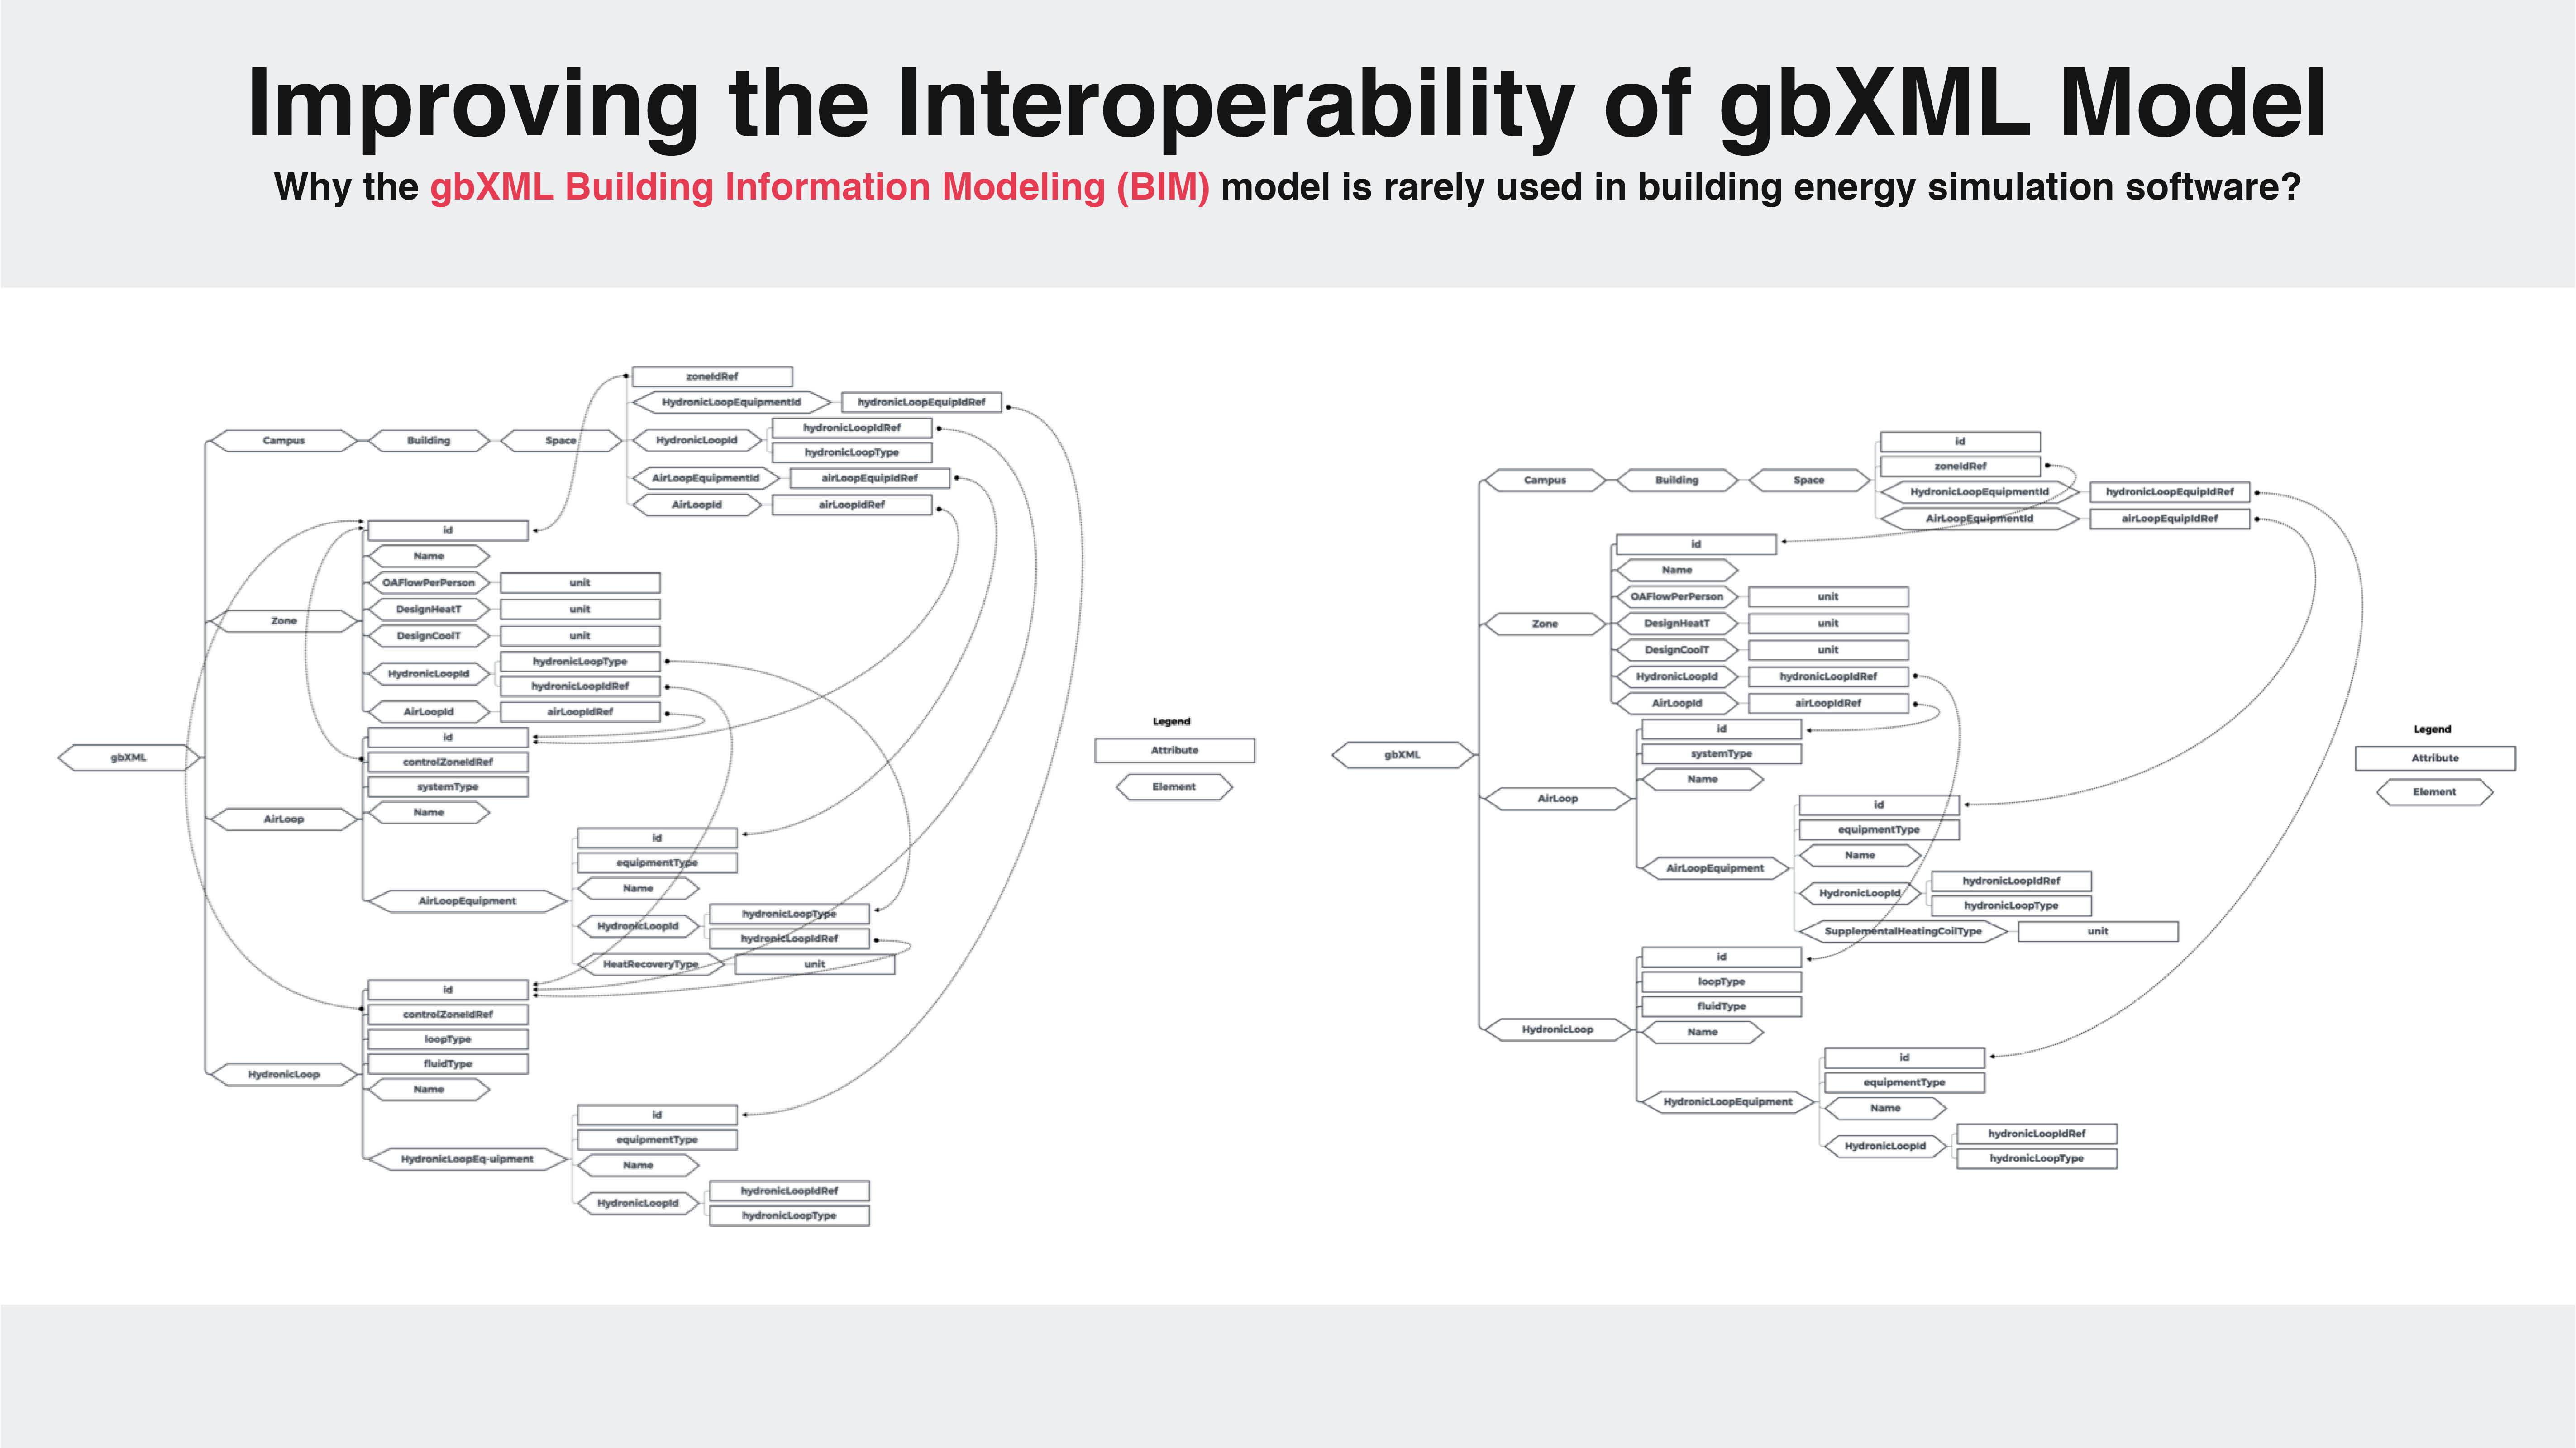 Improving the Interoperability of gbXML Model
Why the gbXML Building Information Modeling (BIM) model is rarely used in building energy simulation software?
zoneIdRef
HydronicLoopEquipmentId
hydronicLoopEquipIdRef
Campus
Building
Space
HydronicLoopId
hydronicLoopIdRef
hydronicLoopType
AirLoopEquipmentId
airLoopEquipIdRef
AirLoopId
airLoopIdRef
id
Name
OAFlowPerPerson
unit
Zone
DesignHeatT
unit
DesignCoolT
unit
HydronicLoopId
hydronicLoopType
hydronicLoopIdRef
AirLoopId
airLoopIdRef
gbXML
id
controlZoneIdRef
systemType
AirLoop
Name
id
equipmentType
Name
AirLoopEquipment
HydronicLoopId
hydronicLoopType
hydronicLoopIdRef
HeatRecoveryType
unit
id
controlZoneIdRef
loopType
fluidType
HydronicLoop
Name
id
equipmentType
HydronicLoopEq-uipment
Name
HydronicLoopId
hydronicLoopIdRef
hydronicLoopType
Legend
Attribute
Element
id
zoneIdRef
Campus
Building
Space
HydronicLoopEquipmentId
hydronicLoopEquipIdRef
AirLoopEquipmentId
airLoopEquipIdRef
id
Name
OAFlowPerPerson
unit
Zone
DesignHeatT
unit
DesignCoolT
unit
HydronicLoopId
hydronicLoopIdRef
AirLoopId
airLoopIdRef
gbXML
id
systemType
Name
AirLoop
id
equipmentType
Name
AirLoopEquipment
HydronicLoopId
hydronicLoopIdRef
hydronicLoopType
SupplementalHeatingCoilType
unit
id
loopType
fluidType
HydronicLoop
Name
id
equipmentType
HydronicLoopEquipment
Name
HydronicLoopId
hydronicLoopIdRef
hydronicLoopType
Legend
Attribute
Element